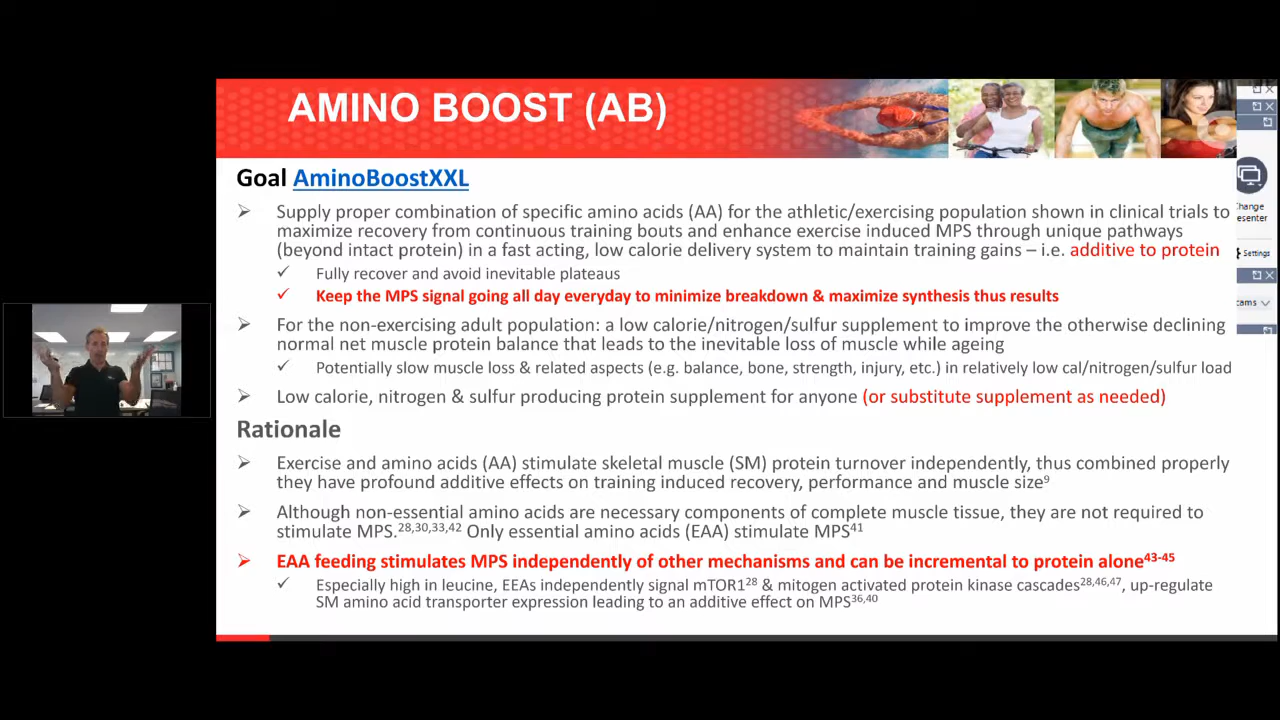 AMINO BOOST (AB)
Goal AminoBoostXXL
➢ Supply proper combination of specific amino acids (AA) for the athletic/exercising population shown in clinical trials to
maximize recovery from continuous training bouts and enhance exercise induced MPS through unique pathways
(beyond intact protein) in a fast acting, low calorie delivery system to maintain training gains – i.e. additive to protein
✓ Fully recover and avoid inevitable plateaus
✓ Keep the MPS signal going all day everyday to minimize breakdown & maximize synthesis thus results
➢ For the non-exercising adult population: a low calorie/nitrogen/sulfur supplement to improve the otherwise declining
normal net muscle protein balance that leads to the inevitable loss of muscle while ageing
✓ Potentially slow muscle loss & related aspects (e.g. balance, bone, strength, injury, etc.) in relatively low cal/nitrogen/sulfur load
➢ Low calorie, nitrogen & sulfur producing protein supplement for anyone (or substitute supplement as needed)
Rationale
➢ Exercise and amino acids (AA) stimulate skeletal muscle (SM) protein turnover independently, thus combined properly
they have profound additive effects on training induced recovery, performance and muscle size⁹
➢ Although non-essential amino acids are necessary components of complete muscle tissue, they are not required to
stimulate MPS.²⁸,³⁰,³³,⁴² Only essential amino acids (EAA) stimulate MPS⁴¹
➢ EAA feeding stimulates MPS independently of other mechanisms and can be incremental to protein alone⁴³⁻⁴⁵
✓ Especially high in leucine, EEAs independently signal mTOR1²⁸ & mitogen activated protein kinase cascades²⁸,⁴⁶,⁴⁷, up-regulate
SM amino acid transporter expression leading to an additive effect on MPS³⁶,⁴⁰
Change
esenter
Settings
cams